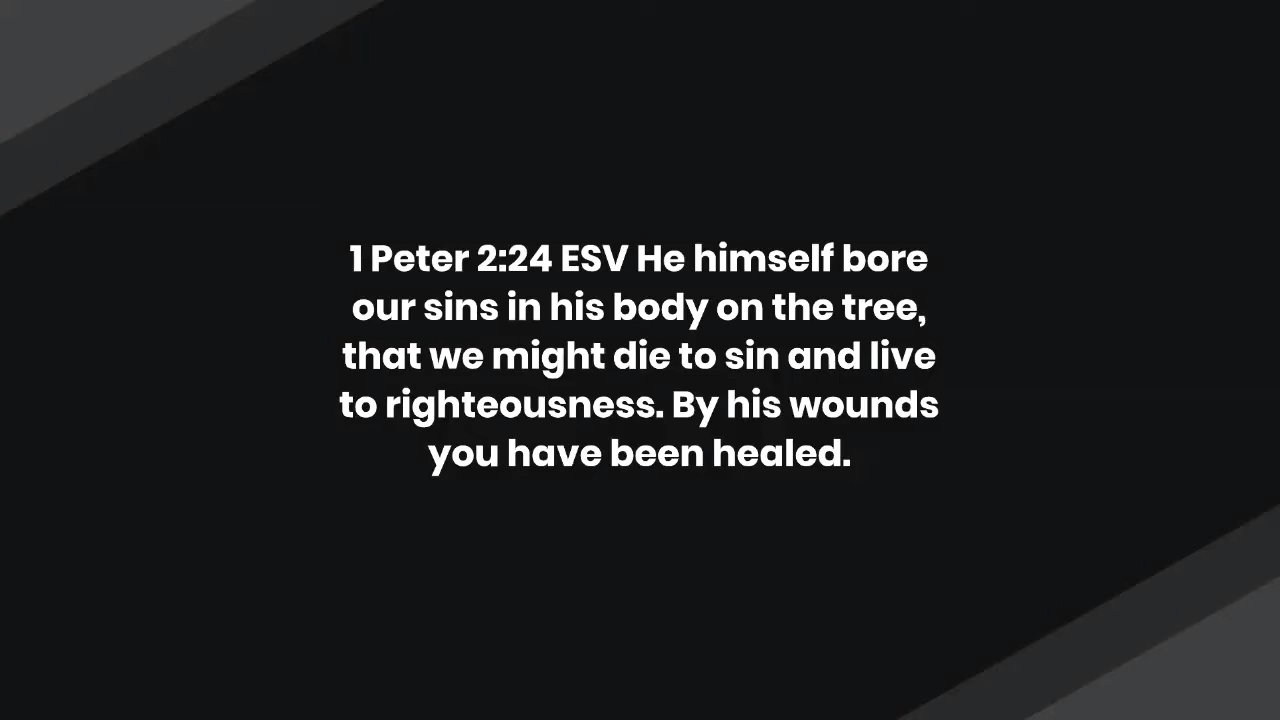 1 Peter 2:24 ESV He himself bore
our sins in his body on the tree,
that we might die to sin and live
to righteousness. By his wounds
you have been healed.